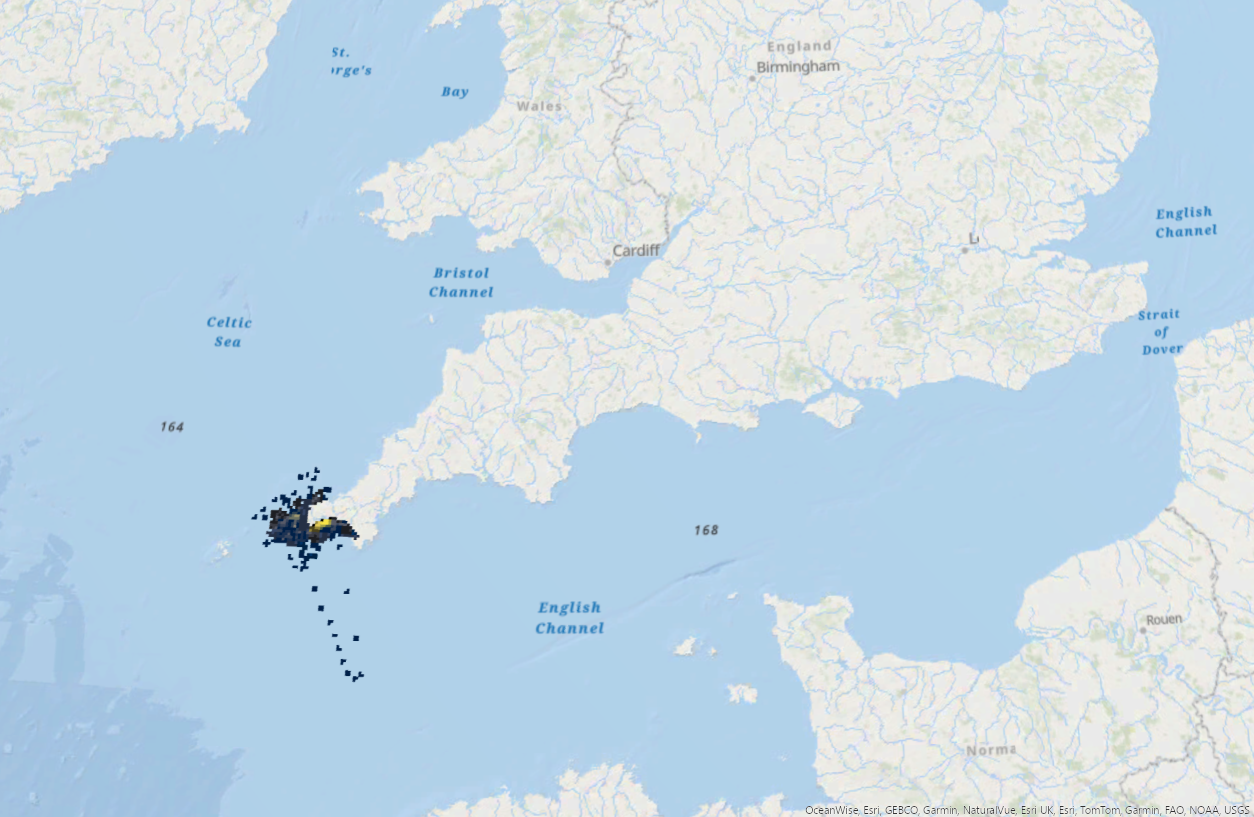 England
St.
rge's
Birmingham
Bay
Wales
English
Channel
Cardiff
Bristol
Channel
Celtic
Sea
Strait
of
Dover
164
168
English
Channel
Rouen
Norma
OceanWise, Esri, GEBCO, Garmin, NaturalVue, Esri UK, Esri, TomTom, Garmin, FAO, NOAA, USGS